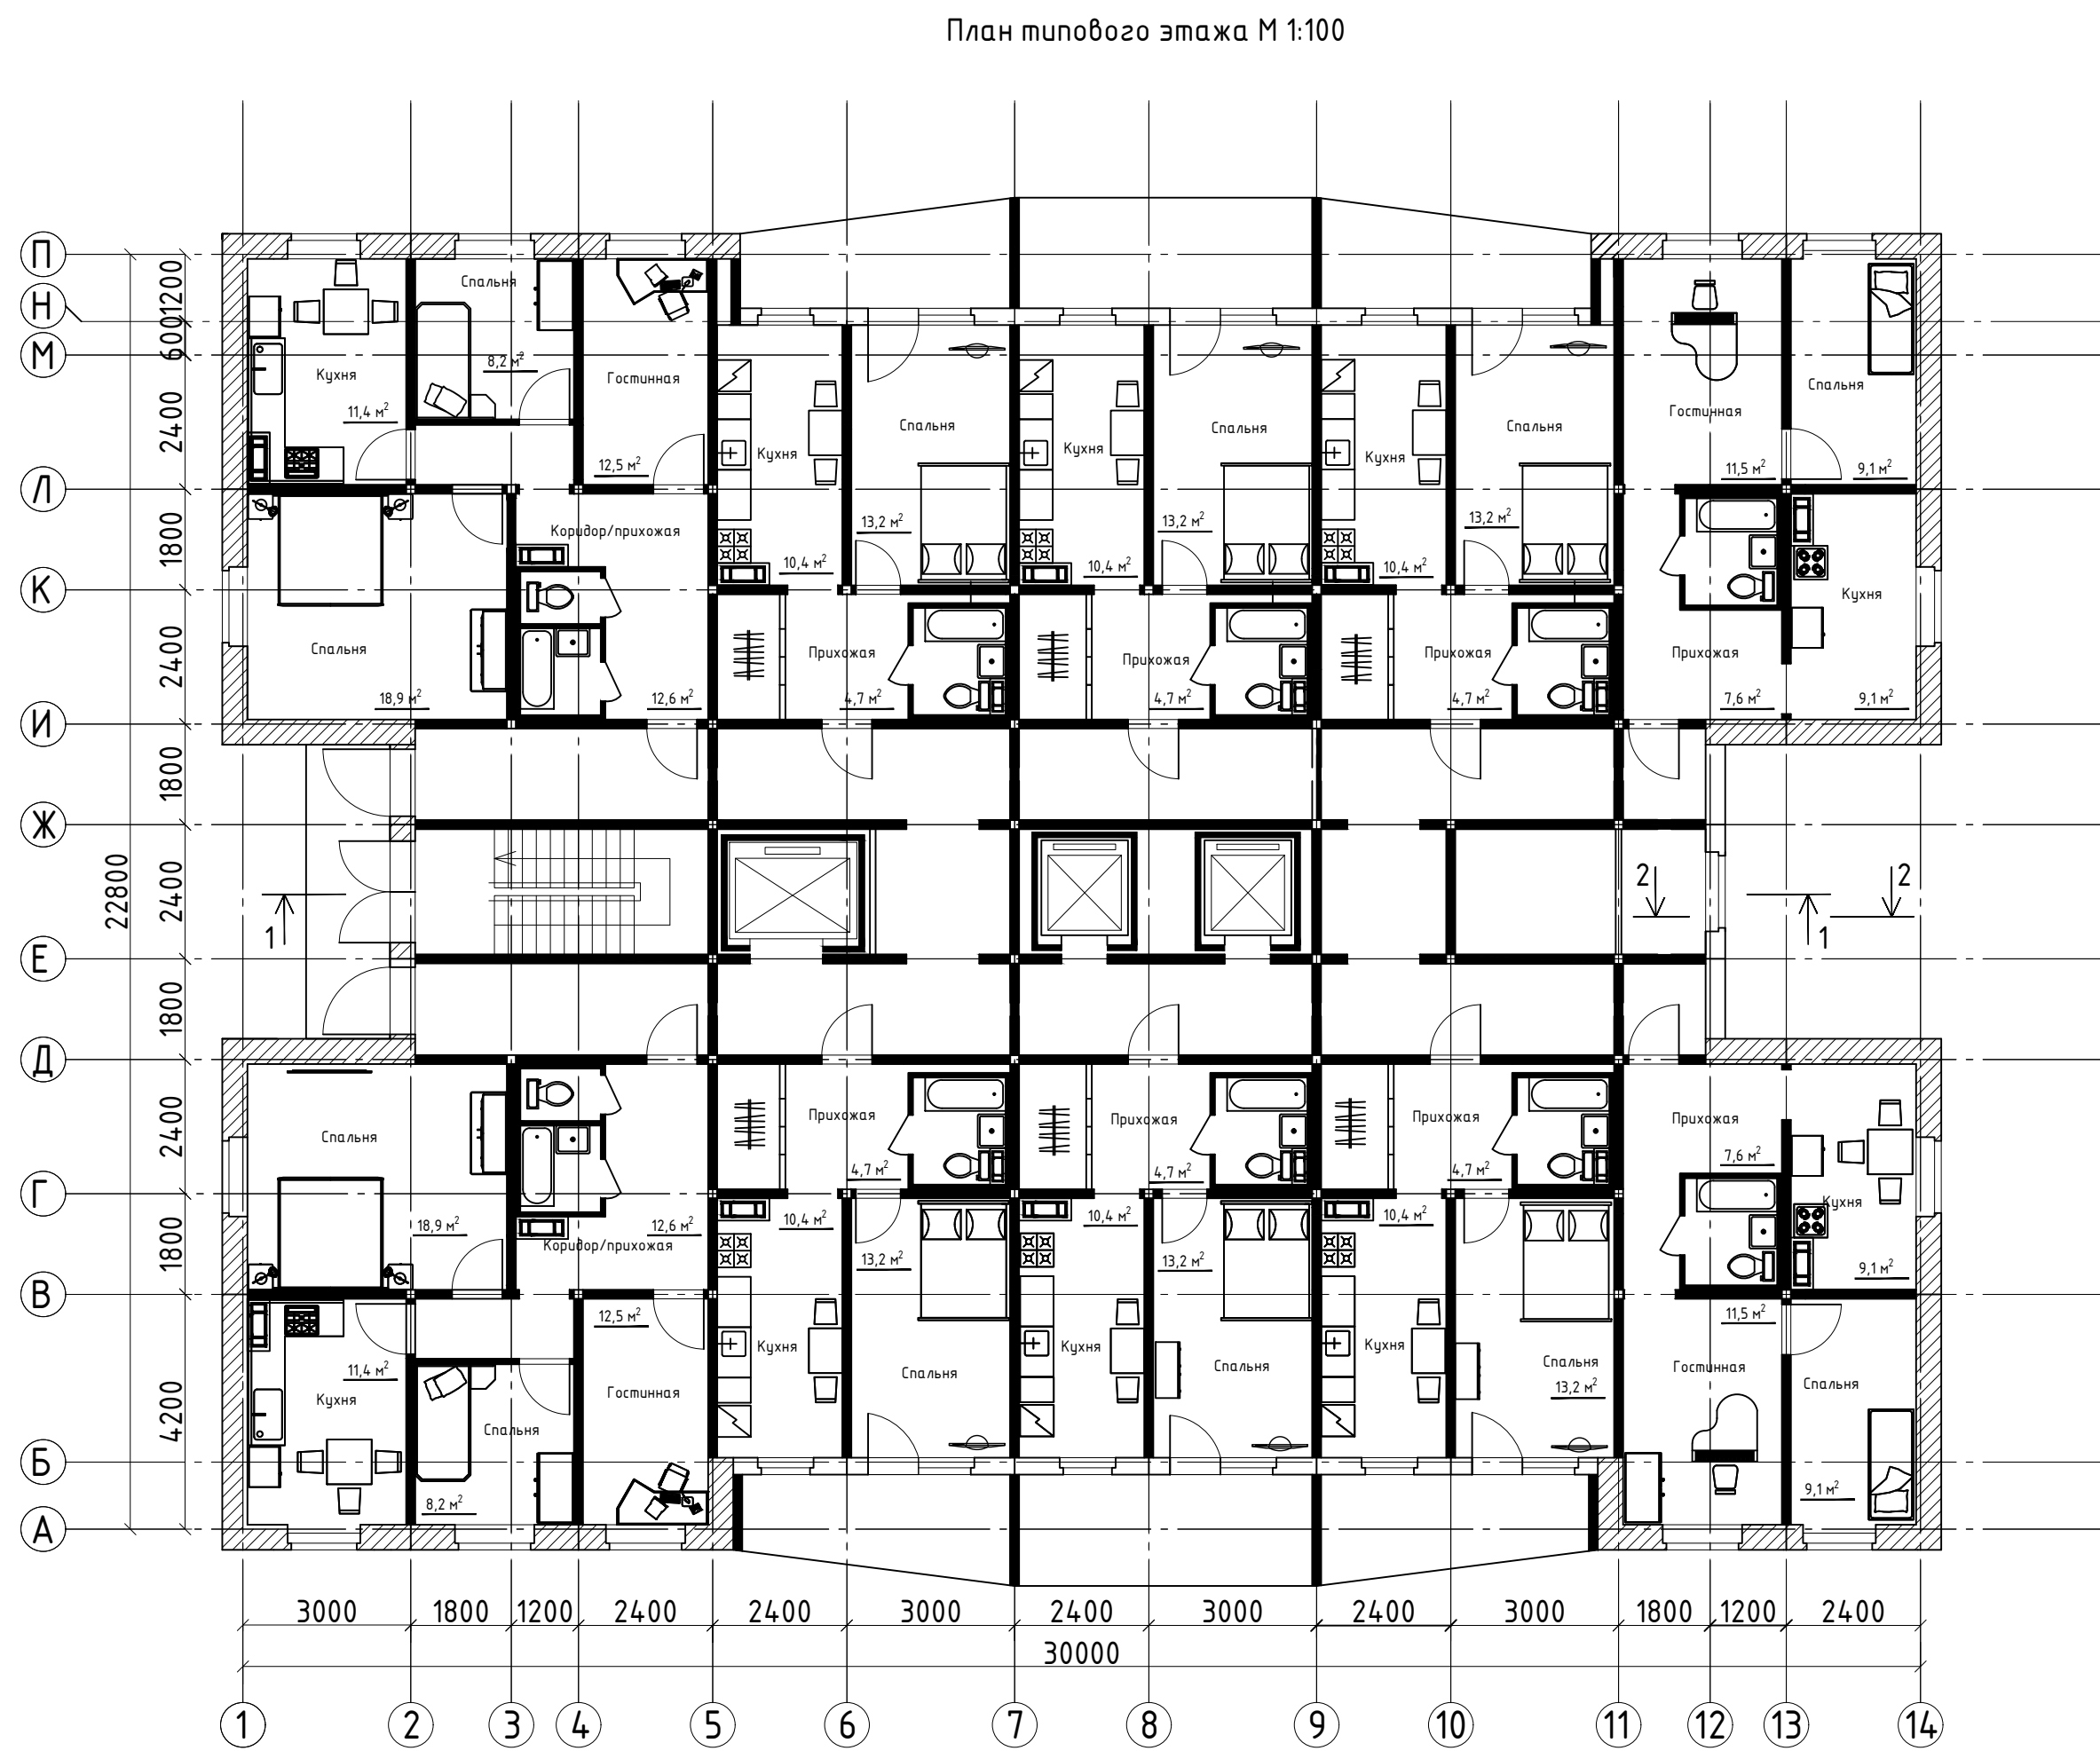 План типового этажа М 1:100
П
Н
М
Л
К
И
Ж
Е
Д
Г
В
Б
А
1200
600
2400
1800
2400
1800
2400
1800
2400
1800
4200
22800
Кухня
11,4 м²
Спальня
8,2 м²
Гостинная
12,5 м²
Кухня
10,4 м²
Спальня
13,2 м²
Кухня
10,4 м²
Спальня
13,2 м²
Кухня
10,4 м²
Спальня
13,2 м²
Гостинная
11,5 м²
Спальня
9,1 м²
Спальня
18,9 м²
Коридор/прихожая
12,6 м²
Прихожая
4,7 м²
Прихожая
4,7 м²
Прихожая
4,7 м²
Прихожая
7,6 м²
Кухня
9,1 м²
1
2
2
1
Спальня
18,9 м²
12,6 м²
Коридор/прихожая
Прихожая
4,7 м²
Прихожая
4,7 м²
Прихожая
4,7 м²
Прихожая
7,6 м²
Кухня
9,1 м²
11,4 м²
Кухня
Спальня
8,2 м²
12,5 м²
Гостинная
10,4 м²
Кухня
13,2 м²
Спальня
10,4 м²
Кухня
13,2 м²
Спальня
10,4 м²
Кухня
Спальня
13,2 м²
11,5 м²
Гостинная
Спальня
9,1 м²
3000 1800 1200 2400 2400 3000 2400 3000 2400 3000 1800 1200 2400
30000
1 2 3 4 5 6 7 8 9 10 11 12 13 14